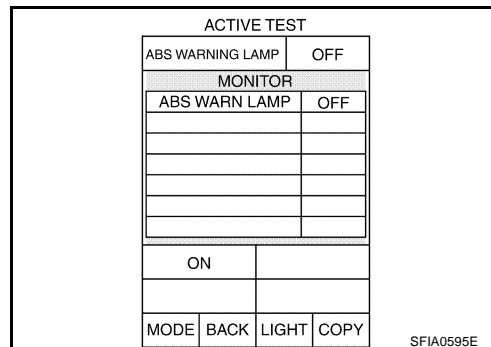 ACTIVE TEST
ABS WARNING LAMP OFF
MONITOR
ABS WARN LAMP OFF
ON
MODE BACK LIGHT COPY
SFIA0595E